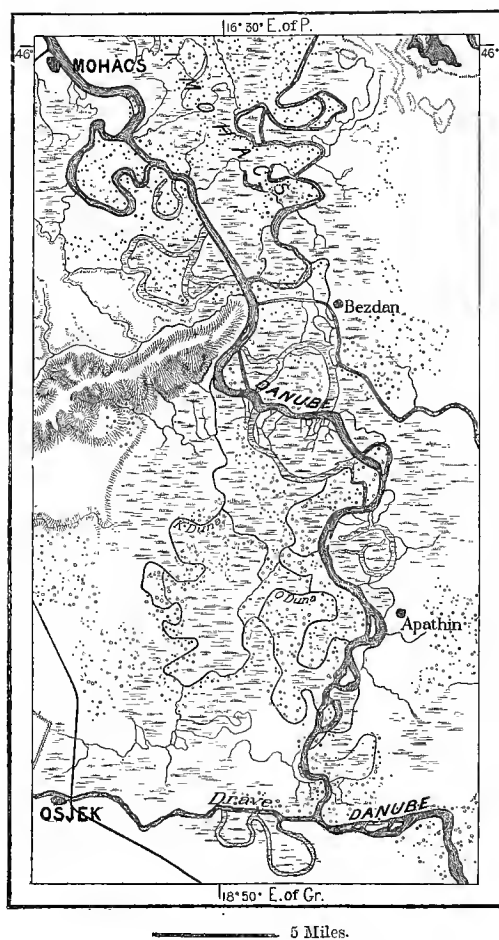 16° 30' E. of P.
46° 46°
MOHACS
I. MOHACS
Bezdan
DANUBE
K. Duna
O Duna
Apathin
Drave
DANUBE
OSJEK
18° 50' E. of Gr.
5 Miles.